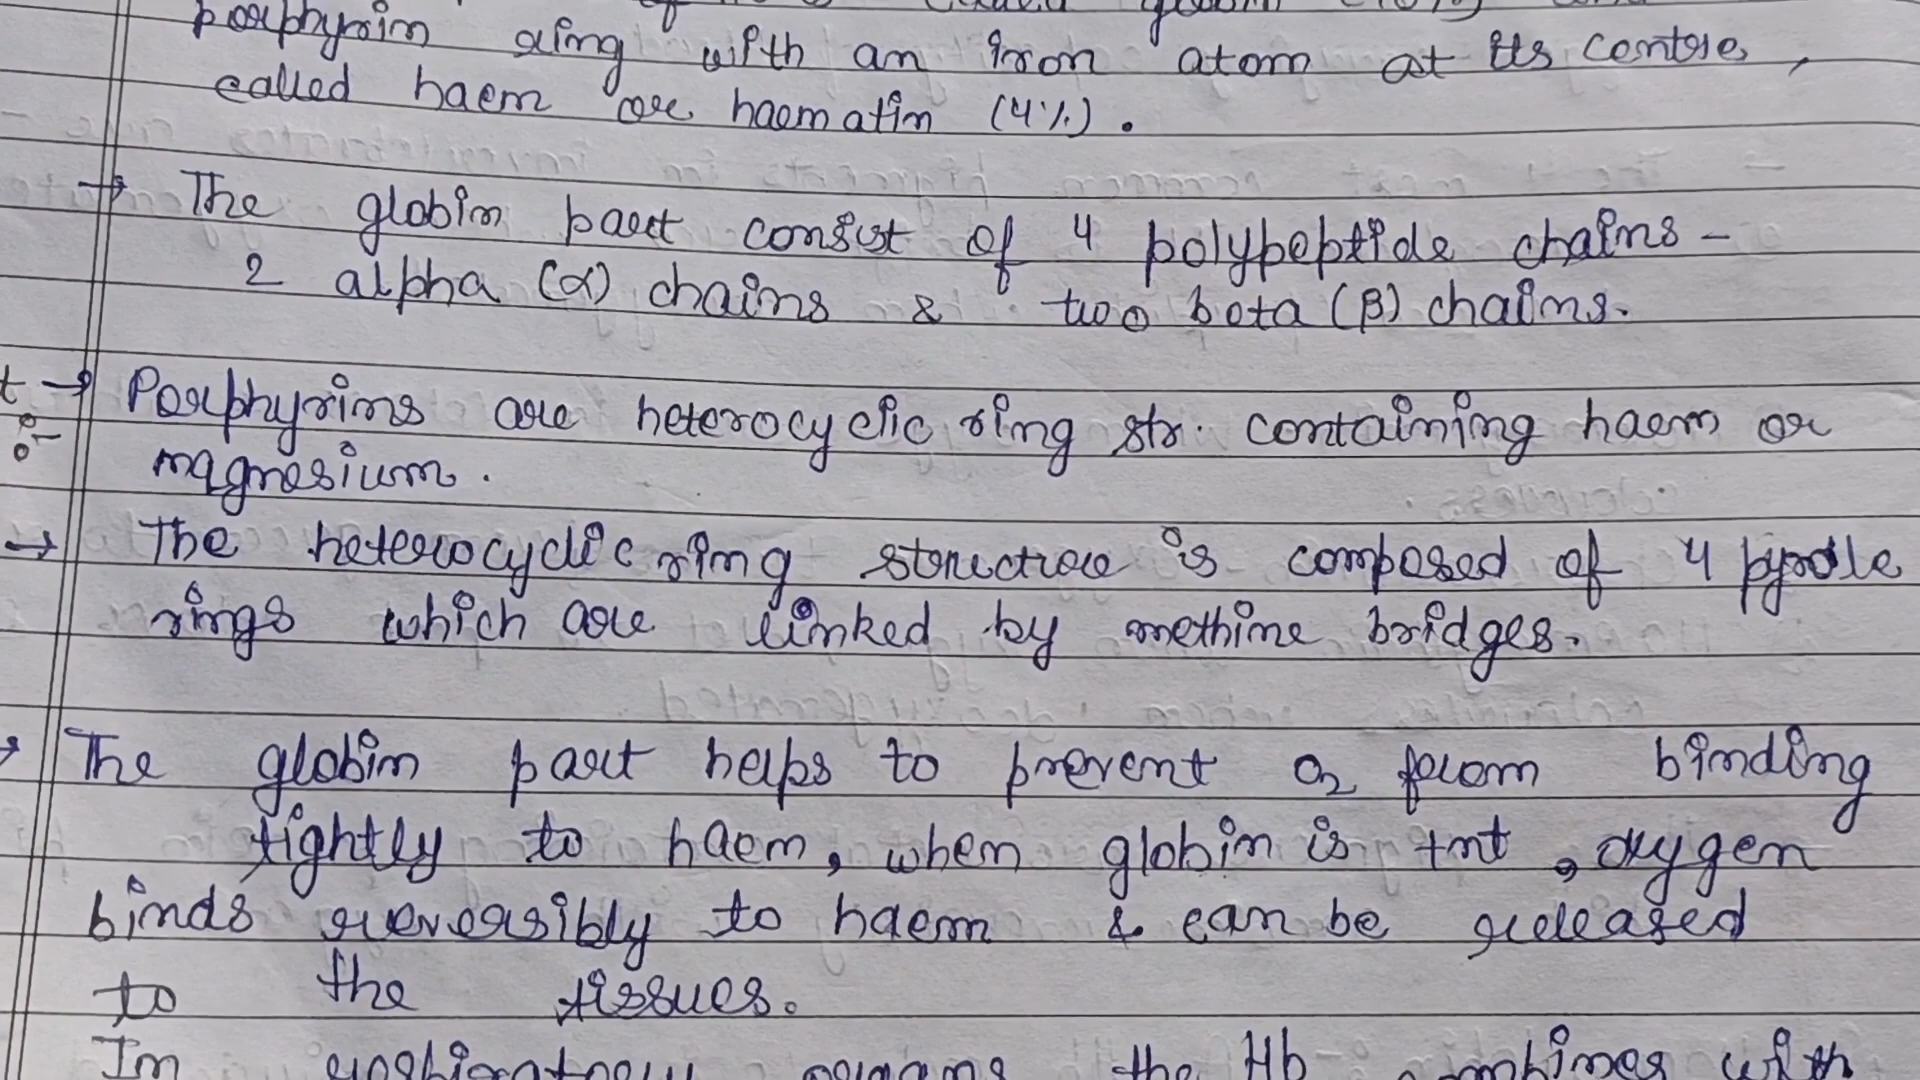 globin
porphyrin ring with an iron atom at its centre,
called haem or haematin (4%).
→ The globin part consist of 4 polypeptide chains -
2 alpha (α) chains & two beta (β) chains.
t → Porphyrins are heterocyclic ring str. containing haem or
magnesium.
→ The heterocyclic ring structure is composed of 4 pyrole
rings which are linked by methine bridges.
→ The globin part helps to prevent O2 from binding
tightly to haem, when globin is tnt, oxygen
binds reversibly to haem & can be released
to the tissues.
In respiratory organs the Hb combines with